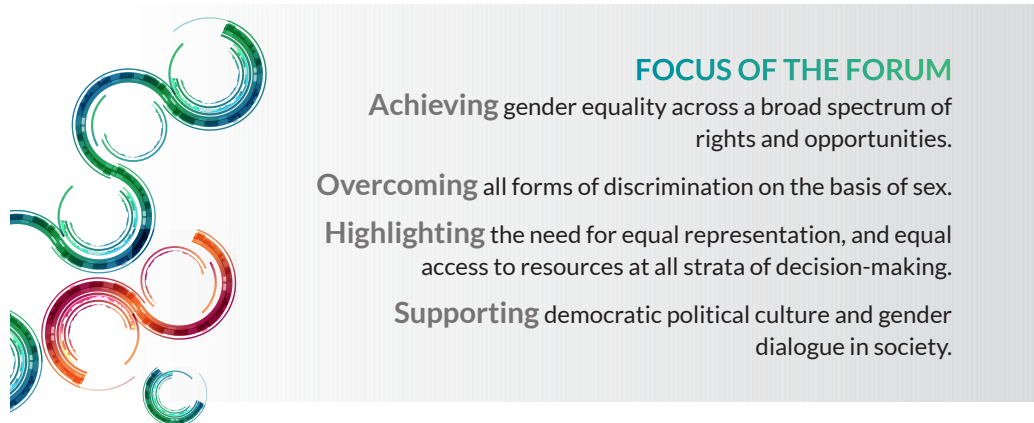 FOCUS OF THE FORUM
Achieving gender equality across a broad spectrum of
rights and opportunities.
Overcoming all forms of discrimination on the basis of sex.
Highlighting the need for equal representation, and equal
access to resources at all strata of decision-making.
Supporting democratic political culture and gender
dialogue in society.